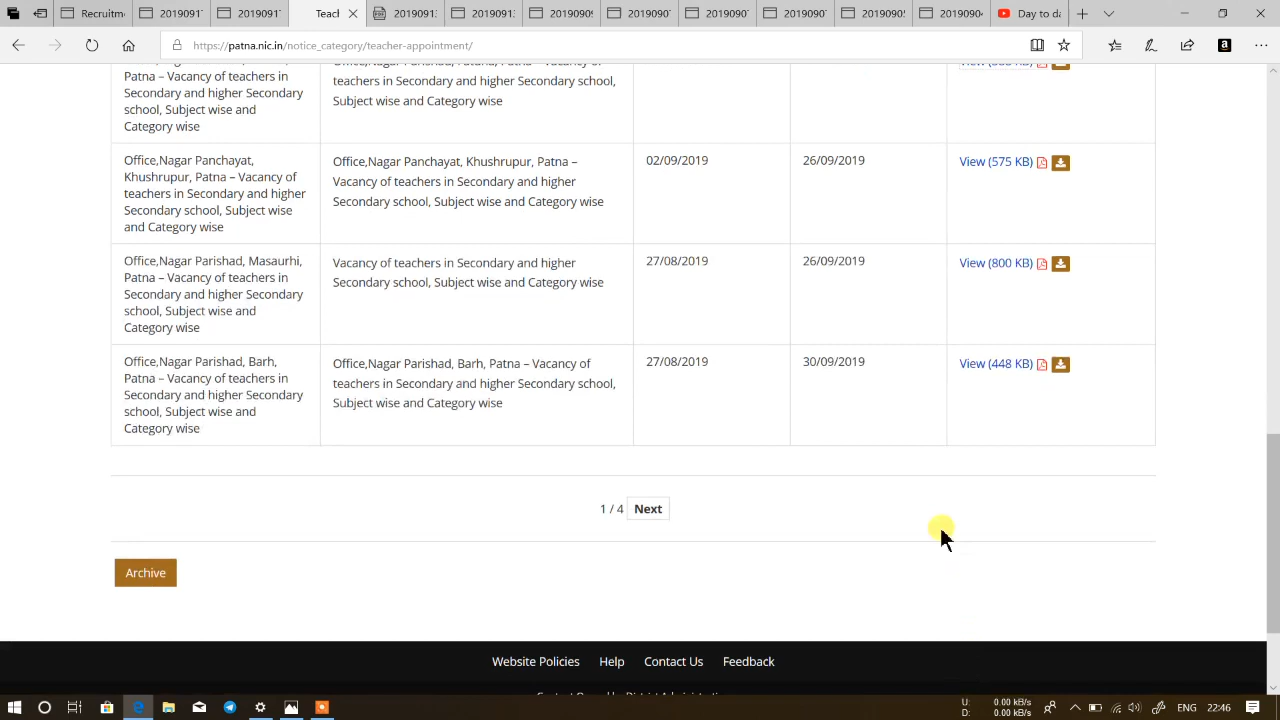 Recruitm
20190911
20190911
Teach
2019091
2019091
2019090
2019090
2019090
2019090
2019090
2019090
Day to da
https://patna.nic.in/notice_category/teacher-appointment/
Patna – Vacancy of teachers in
Secondary and higher Secondary
school, Subject wise and
Category wise
teachers in Secondary and higher Secondary school,
Subject wise and Category wise
Office,Nagar Panchayat,
Khushrupur, Patna – Vacancy of
teachers in Secondary and higher
Secondary school, Subject wise
and Category wise
Office,Nagar Panchayat, Khushrupur, Patna –
Vacancy of teachers in Secondary and higher
Secondary school, Subject wise and Category wise
02/09/2019
26/09/2019
View (575 KB)
Office,Nagar Parishad, Masaurhi,
Patna – Vacancy of teachers in
Secondary and higher Secondary
school, Subject wise and
Category wise
Vacancy of teachers in Secondary and higher
Secondary school, Subject wise and Category wise
27/08/2019
26/09/2019
View (800 KB)
Office,Nagar Parishad, Barh,
Patna – Vacancy of teachers in
Secondary and higher Secondary
school, Subject wise and
Category wise
Office,Nagar Parishad, Barh, Patna – Vacancy of
teachers in Secondary and higher Secondary school,
Subject wise and Category wise
27/08/2019
30/09/2019
View (448 KB)
1 / 4 Next
Archive
Website Policies Help Contact Us Feedback
U: 0.00 kB/s
D: 0.00 kB/s
ENG 22:46